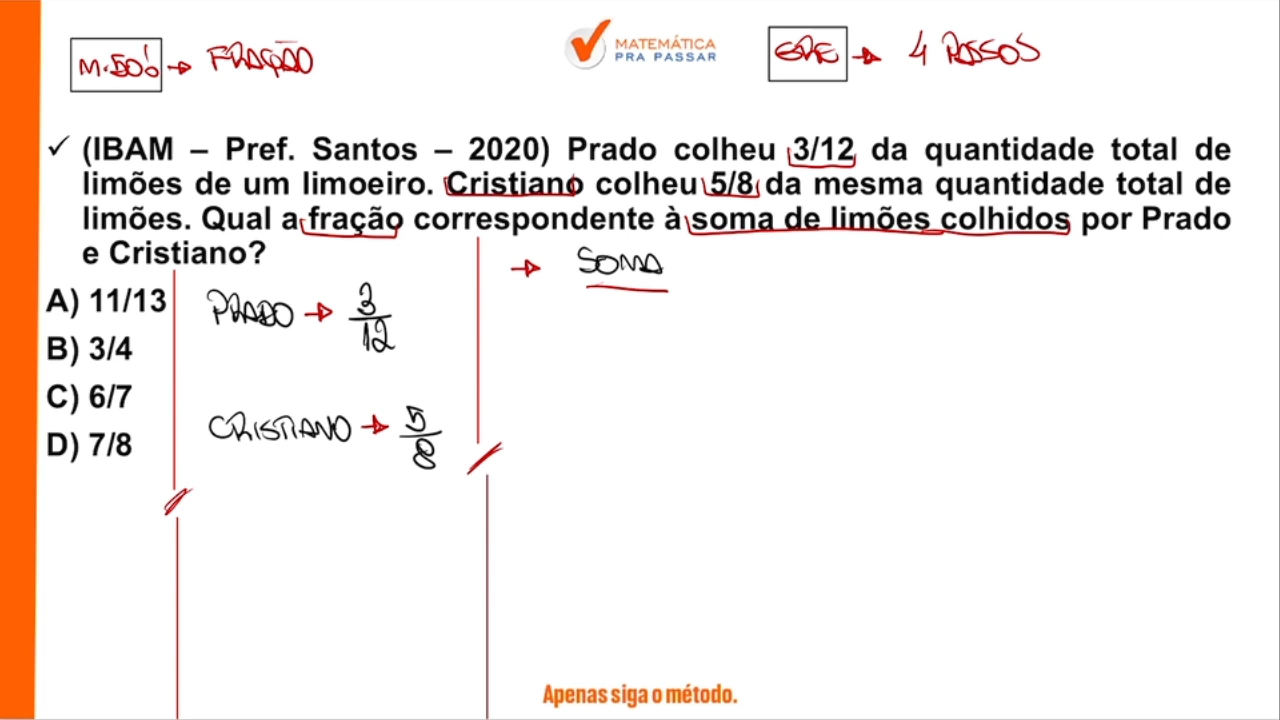 FRAÇÃO
MATEMÁTICA
PRA PASSAR
4 PASSOS
✓ (IBAM – Pref. Santos – 2020) Prado colheu 3/12 da quantidade total de
limões de um limoeiro. Cristiano colheu 5/8 da mesma quantidade total de
limões. Qual a fração correspondente à soma de limões colhidos por Prado
e Cristiano?
→ SOMA
A) 11/13
B) 3/4
C) 6/7
D) 7/8
PRADO → 3/12
CRISTIANO → 5/8
Apenas siga o método.